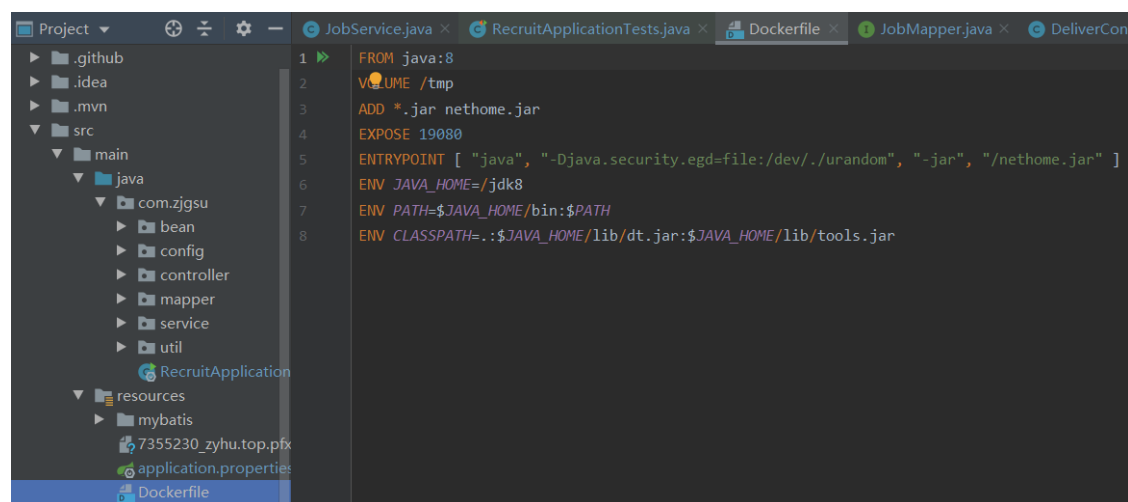 Project
JobService.java
RecruitApplicationTests.java
Dockerfile
JobMapper.java
DeliverCon
.github
.idea
.mvn
src
main
java
com.zjgsu
bean
config
controller
mapper
service
util
RecruitApplication
resources
mybatis
7355230_zyhu.top.pfx
application.properties
Dockerfile
1 FROM java:8
2 VOLUME /tmp
3 ADD *.jar nethome.jar
4 EXPOSE 19080
5 ENTRYPOINT [ "java", "-Djava.security.egd=file:/dev/./urandom", "-jar", "/nethome.jar" ]
6 ENV JAVA_HOME=/jdk8
7 ENV PATH=$JAVA_HOME/bin:$PATH
8 ENV CLASSPATH=.:$JAVA_HOME/lib/dt.jar:$JAVA_HOME/lib/tools.jar